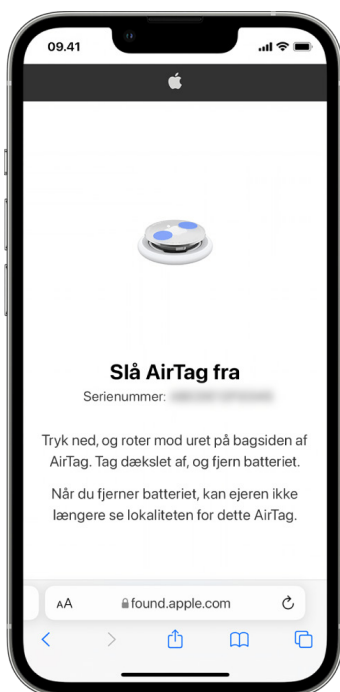 09.41
Slå AirTag fra
Serienummer:
Tryk ned, og roter mod uret på bagsiden af
AirTag. Tag dækslet af, og fjern batteriet.
Når du fjerner batteriet, kan ejeren ikke
længere se lokaliteten for dette AirTag.
AA
found.apple.com